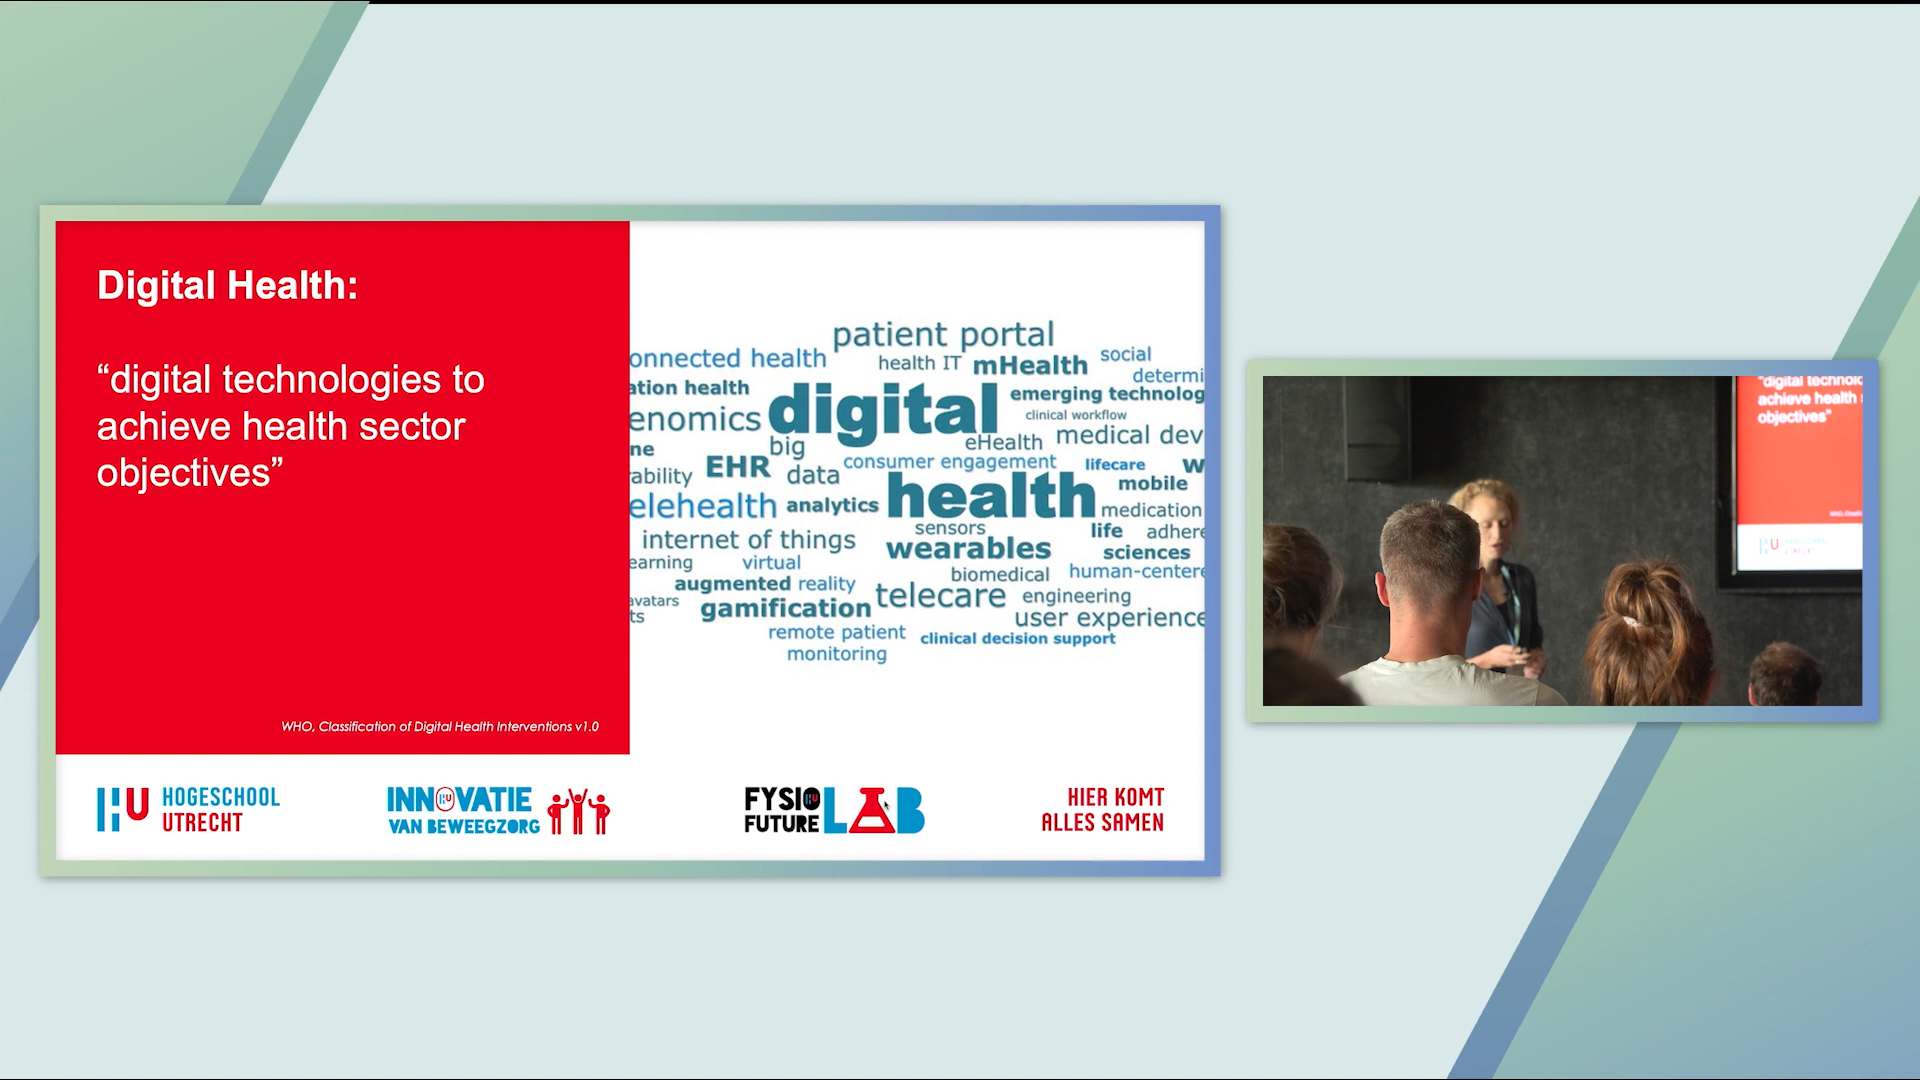 Digital Health:
“digital technologies to
achieve health sector
objectives”
WHO, Classification of Digital Health Interventions v1.0
patient portal
onnected health
health IT
mHealth
social
determi
ation health
emerging technolog
enomics
digital
clinical workflow
big
eHealth
medical dev
ne
rability
EHR
data
consumer engagement
lifecare
w
mobile
elehealth
analytics
health
medication
sensors
life
adhere
internet of things
wearables
sciences
earning
virtual
biomedical
human-centere
augmented reality
avatars
gamification
telecare
engineering
ts
user experience
remote patient
monitoring
clinical decision support
HU HOGESCHOOL
UTRECHT
INNOVATIE
VAN BEWEEGZORG
FYSIO
FUTURE
LAB
HIER KOMT
ALLES SAMEN
“digital technolo
achieve health s
objectives”